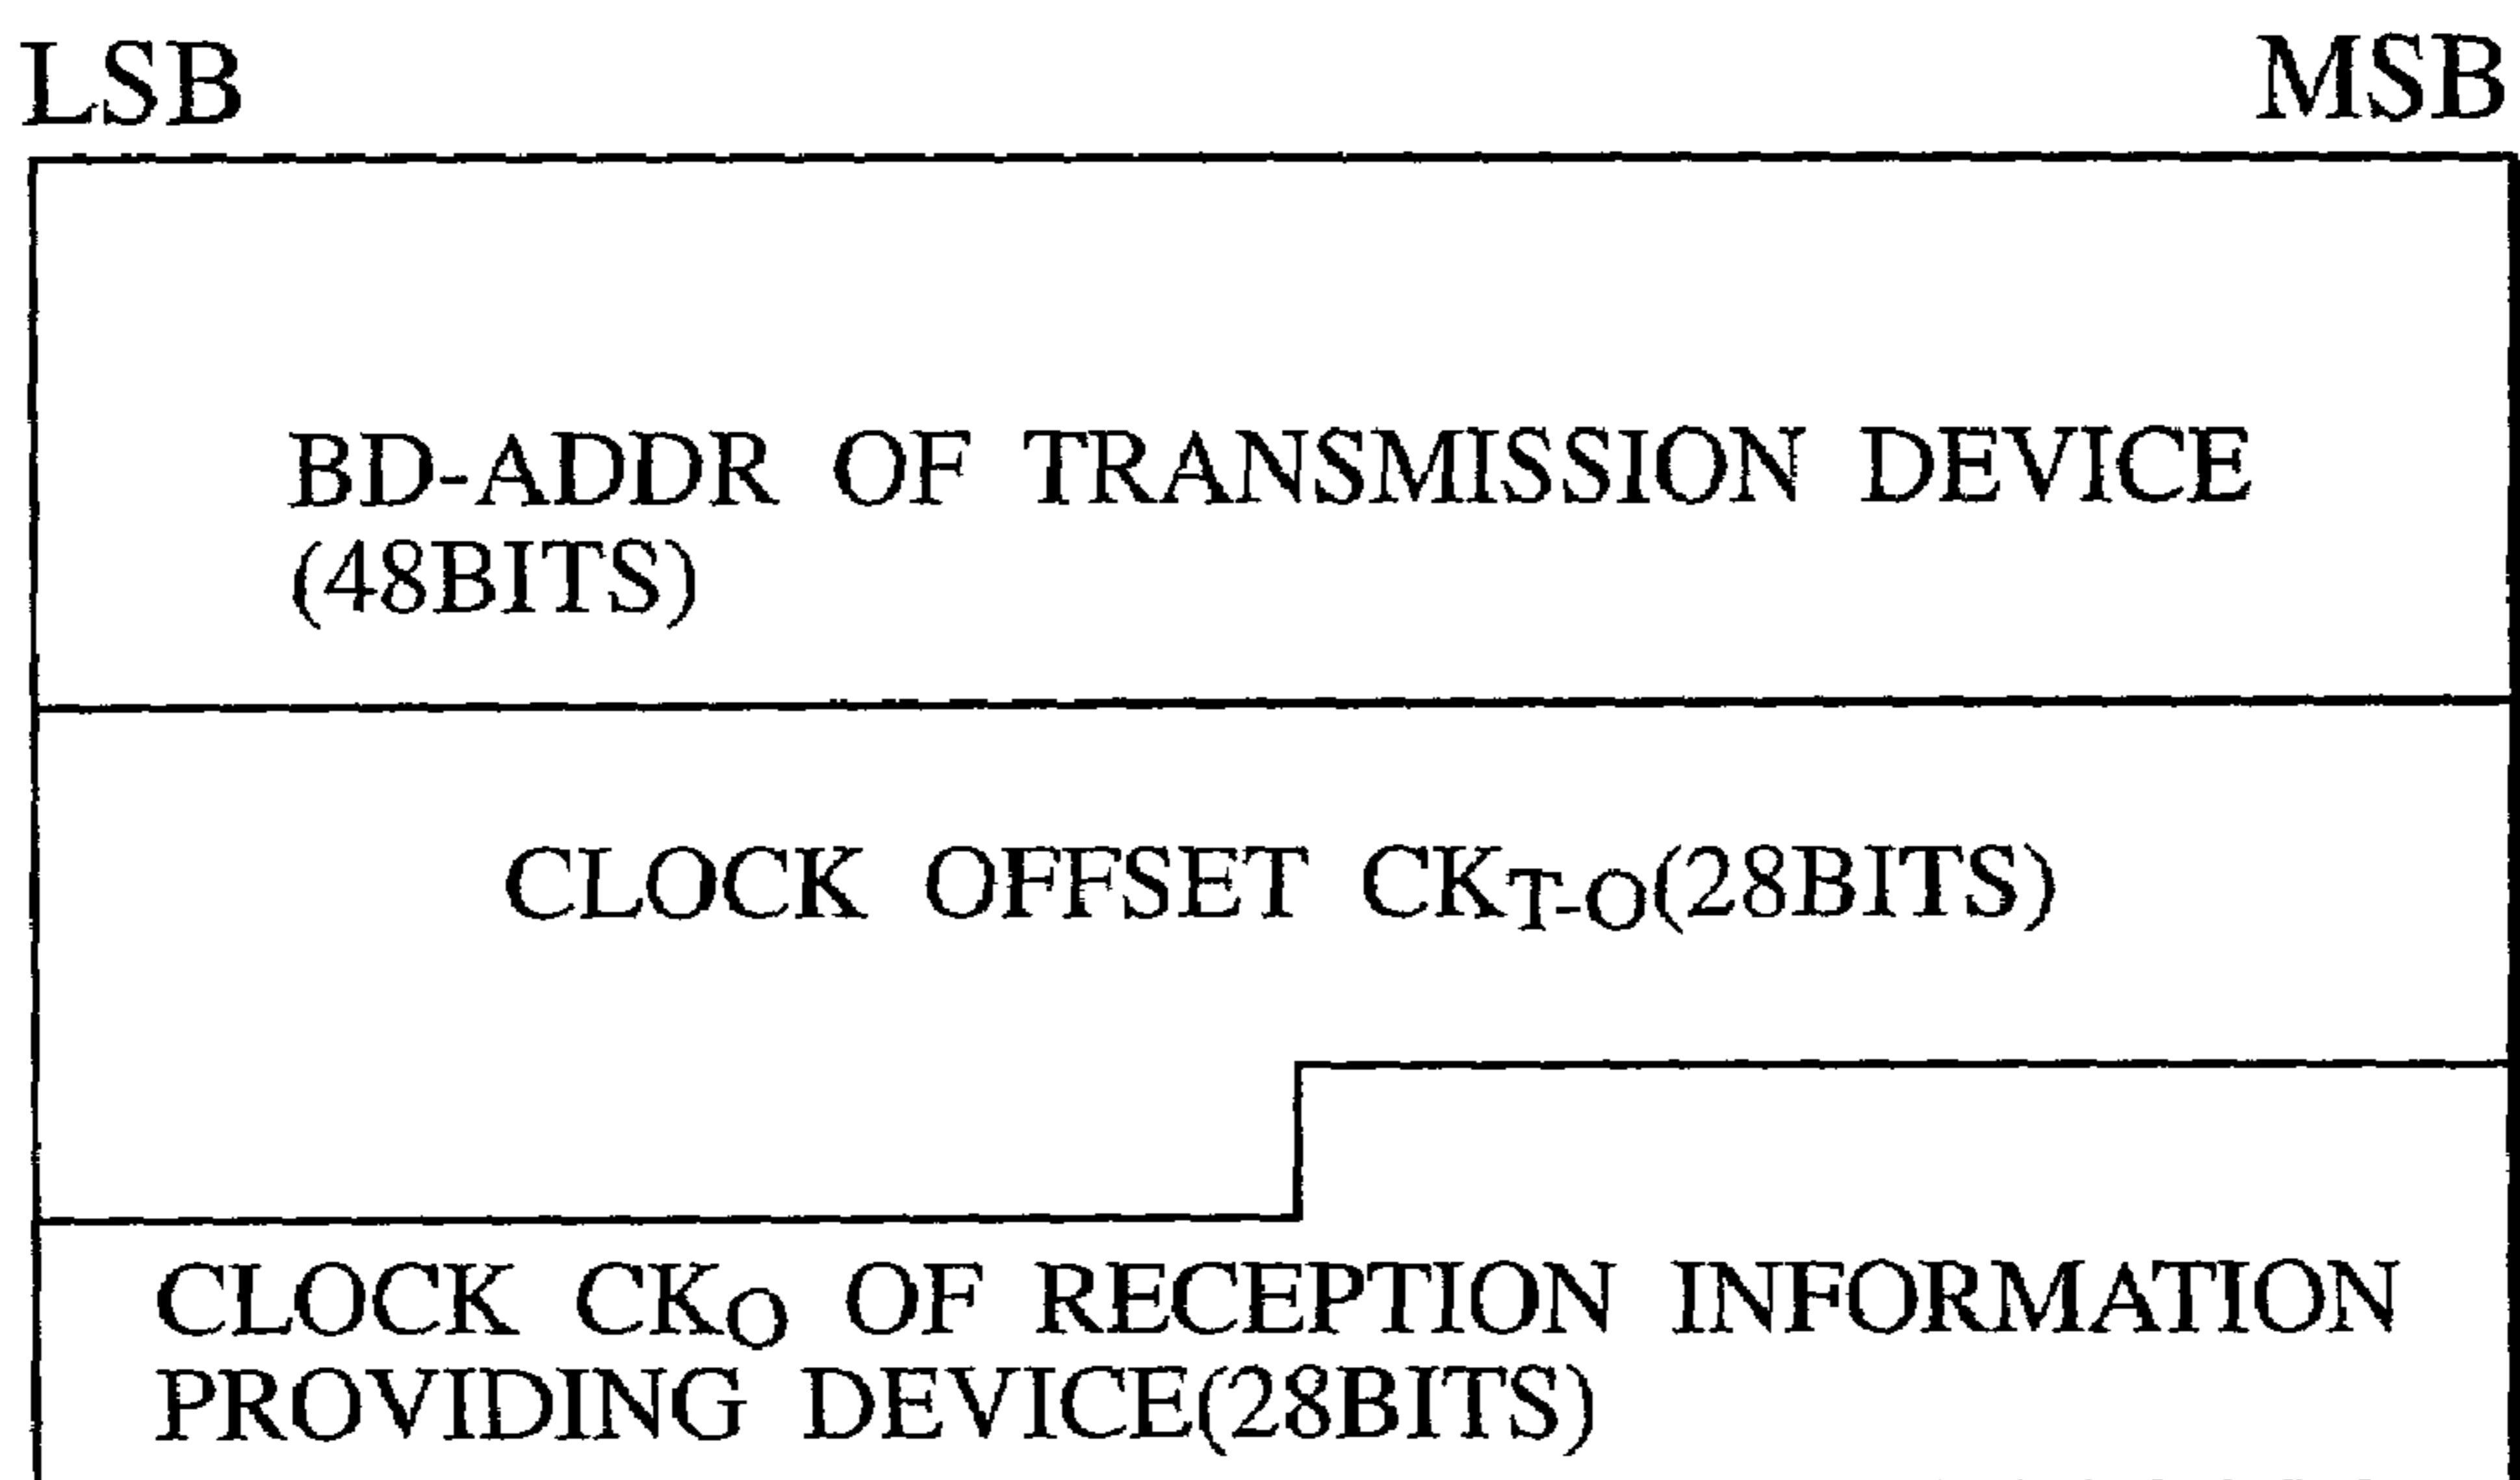 LSB MSB
BD-ADDR OF TRANSMISSION DEVICE
(48BITS)
CLOCK OFFSET CKT-O(28BITS)
CLOCK CKO OF RECEPTION INFORMATION
PROVIDING DEVICE(28BITS)